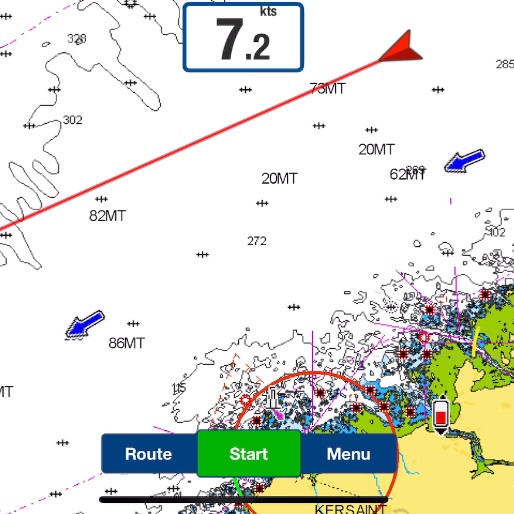 kts
7.2
328
285
73MT
302
20MT
62MT
20MT
82MT
102
272
86MT
MT
115
Route
Start
Menu
KERSAINT